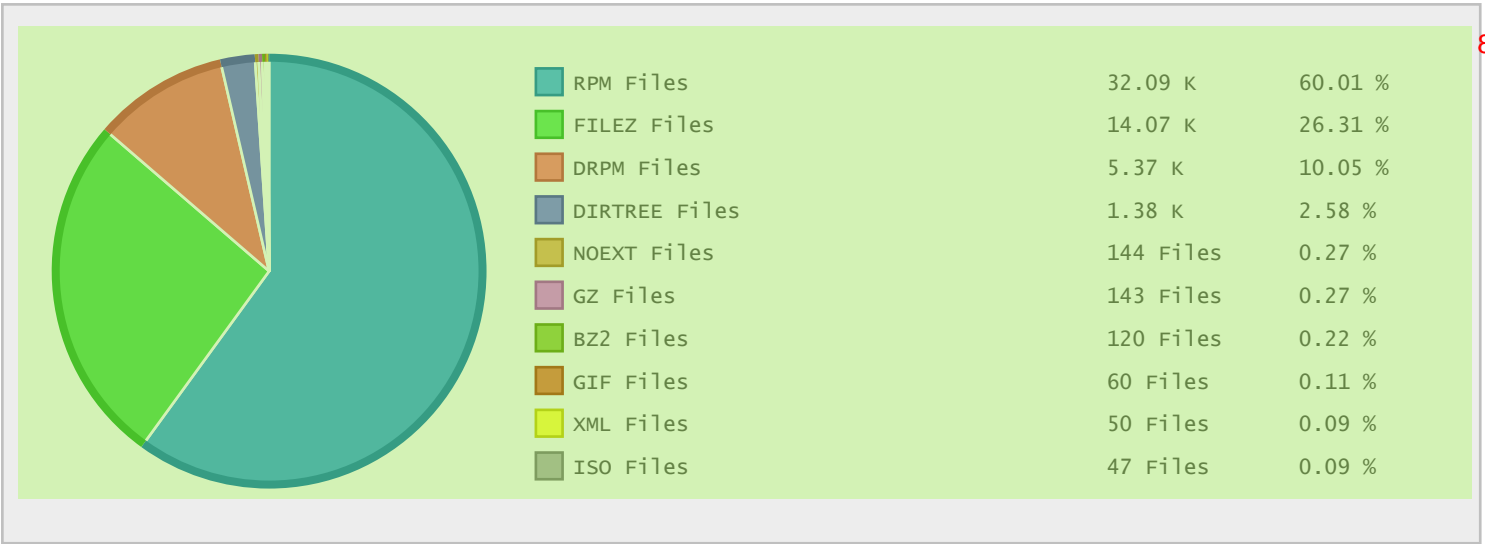 RPM Files 32.09 K 60.01 %
FILEZ Files 14.07 K 26.31 %
DRPM Files 5.37 K 10.05 %
DIRTREE Files 1.38 K 2.58 %
NOEXT Files 144 Files 0.27 %
GZ Files 143 Files 0.27 %
BZ2 Files 120 Files 0.22 %
GIF Files 60 Files 0.11 %
XML Files 50 Files 0.09 %
ISO Files 47 Files 0.09 %